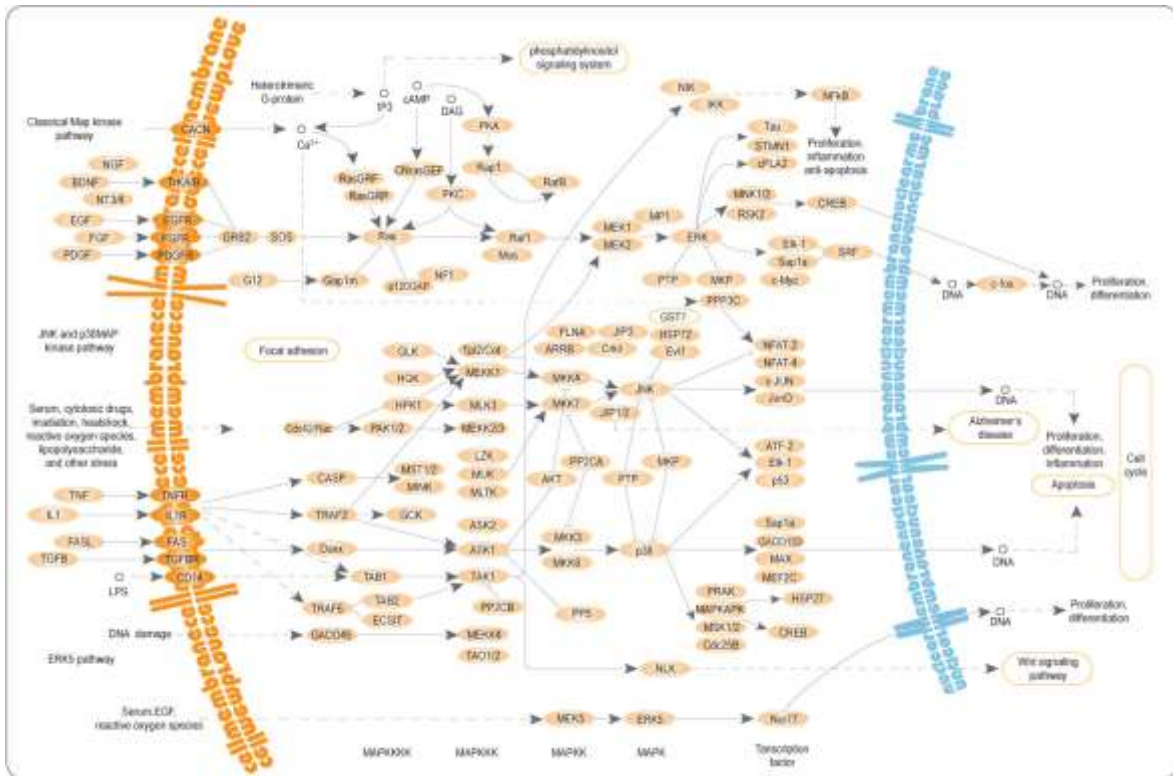 phosphatidylinositol
signaling system
Heterotrimeric
G-protein
IP3
cAMP
DAG
NIK
IKK
NFkB
Classical Map kinase
pathway
CACN
Ca2+
PKA
Tau
STMN1
cPLA2
Proliferation,
inflammation
anti-apoptosis
NGF
BDNF
NT3/4
TrkA/B
RasGRF
RasGRP
CNrasGEF
PKC
Rap1
RafB
MNK1/2
RSK2
CREB
EGF
EGFR
FGF
FGFR
PDGF
PDGFR
GRB2
SOS
Ras
Raf1
Mos
MEK1
MEK2
MP1
ERK
Elk-1
Sap1a
c-Myc
SRF
G12
Gap1m
p120GAP
NF1
PTP
MKP
PPP3C
DNA
c-fos
DNA
Proliferation,
differentiation
JNK and p38MAP
kinase pathway
Focal adhesion
GLK
HGK
HPK1
Tpl2/Cot
MEKK1
MLK3
MEKK2/3
FLNA
ARRB
JIP3
CrkII
GST7
HSP72
Evi1
NFAT-2
NFAT-4
c-JUN
JunD
MKK4
MKK7
JNK
JIP1/2
DNA
Serum, cytotoxic drugs,
irradiation, heatshock,
reactive oxygen species,
lipopolysaccharide,
and other stress
Cdc42/Rac
PAK1/2
Alzheimer's
disease
Proliferation,
differentiation,
Inflammation
Apoptosis
Cell
cycle
LZK
MUK
MLTK
AKT
PP2CA
PTP
MKP
ATF-2
Elk-1
p53
TNF
TNFR
IL1
IL1R
FASL
FAS
TGFB
TGFBR
LPS
CD14
CASP
MST1/2
MINK
TRAF2
GCK
Daxx
ASK2
ASK1
MKK3
MKK6
p38
Sap1a
GADD153
MAX
MEF2C
DNA
TAB1
TAK1
TRAF6
TAB2
ECSIT
PP2CB
PP5
PRAK
MAPKAPK
MSK1/2
Cdc25B
HSP27
CREB
DNA
Proliferation,
differentiation
DNA damage
GADD45
MEKK4
TAO1/2
ERK5 pathway
NLK
Wnt signaling
pathway
Serum,EGF,
reactive oxygen species
MEK5
ERK5
Nur77
MAPKKKK
MAPKKK
MAPKK
MAPK
Transcription
factor
cellmembrane
nuclearmembrane